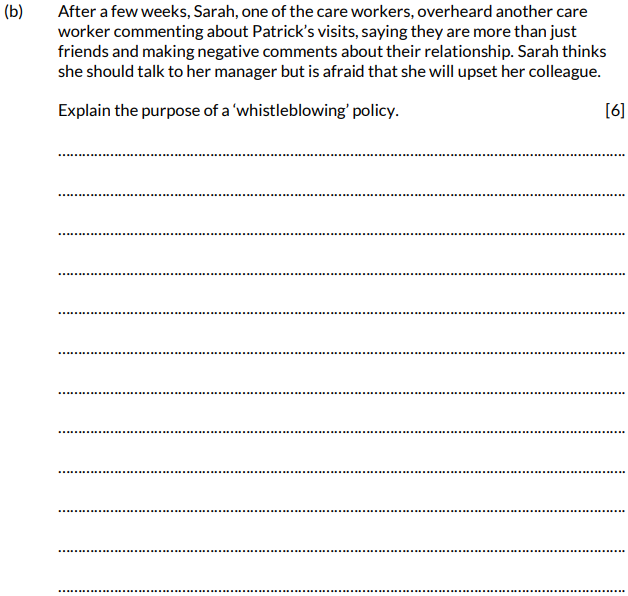 (b) After a few weeks, Sarah, one of the care workers, overheard another care
worker commenting about Patrick's visits, saying they are more than just
friends and making negative comments about their relationship. Sarah thinks
she should talk to her manager but is afraid that she will upset her colleague.
Explain the purpose of a 'whistleblowing' policy. [6]